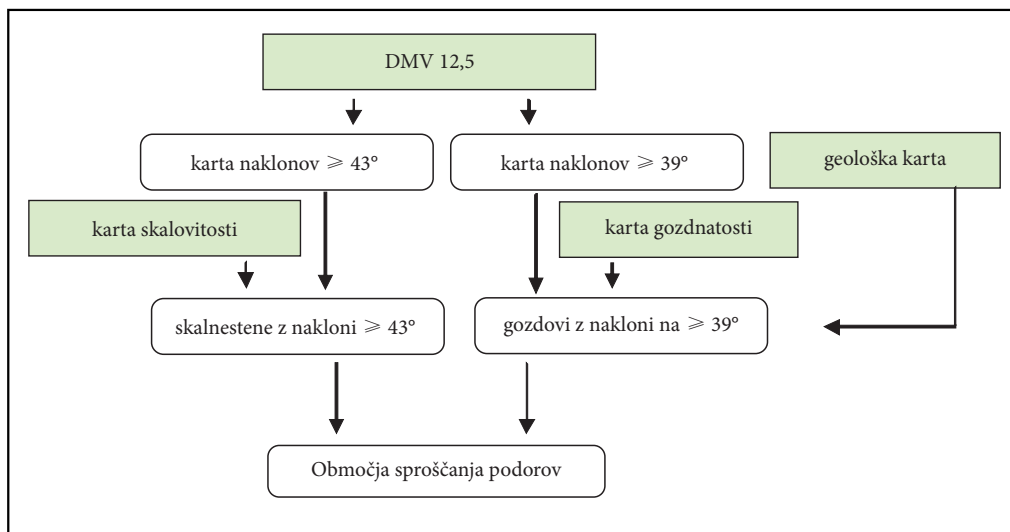 DMV 12,5
karta naklonov ⩾ 43°
karta naklonov ⩾ 39°
geološka karta
karta skalovitosti
karta gozdnatosti
skalnestene z nakloni ⩾ 43°
gozdovi z nakloni na ⩾ 39°
Območja sproščanja podorov